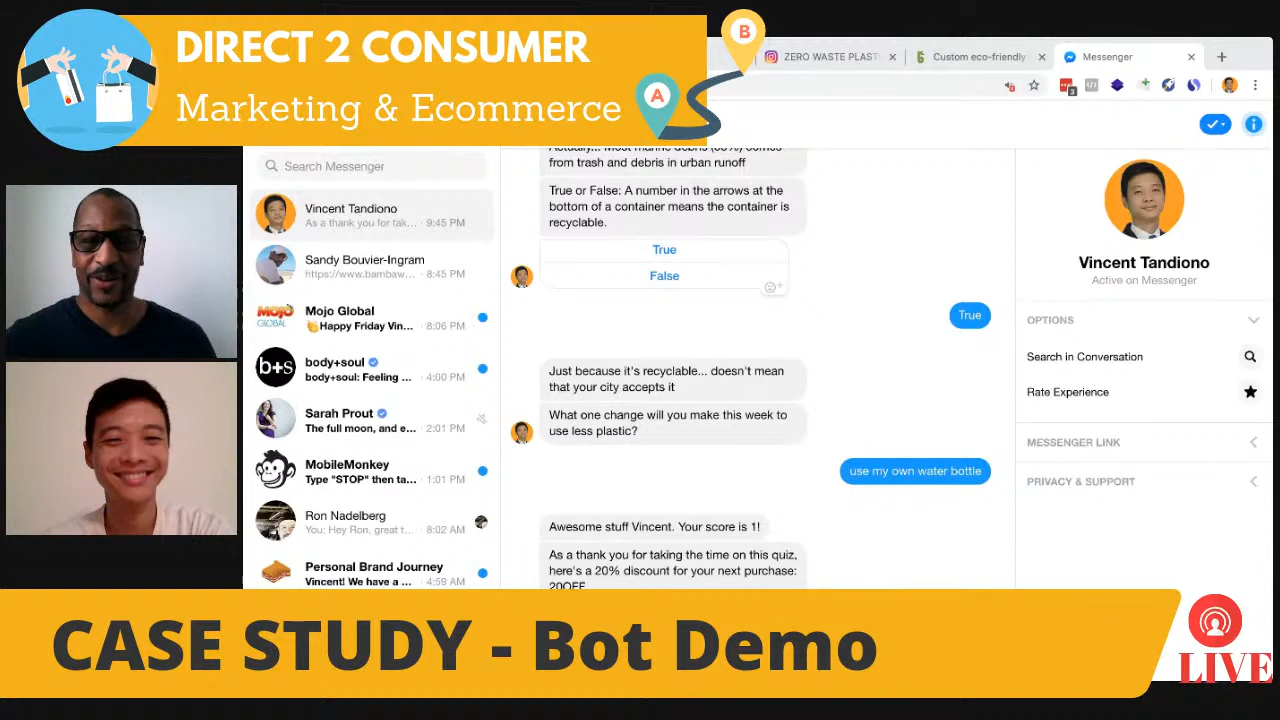 DIRECT 2 CONSUMER
Marketing & Ecommerce
A
B
ZERO WASTE PLAST
Custom eco-friendly
Messenger
3
Search Messenger
Vincent Tandiono
As a thank you for tak... · 9:45 PM
Sandy Bouvier-Ingram
https://www.bambaw... · 8:45 PM
MOJO
GLOBAL
Mojo Global
Happy Friday Vin... · 8:06 PM
b+s
body+soul
body+soul: Feeling ... · 4:00 PM
Sarah Prout
The full moon, and e... · 2:01 PM
MobileMonkey
Type "STOP" then ta... · 1:01 PM
Ron Nadelberg
You: Hey Ron, great t... · 8:02 AM
Personal Brand Journey
Vincent! We have a ... · 4:59 AM
from trash and debris in urban runoff
True or False: A number in the arrows at the
bottom of a container means the container is
recyclable.
True
False
True
Just because it's recyclable... doesn't mean
that your city accepts it
What one change will you make this week to
use less plastic?
use my own water bottle
Awesome stuff Vincent. Your score is 1!
As a thank you for taking the time on this quiz,
here's a 20% discount for your next purchase:
20OFF
Vincent Tandiono
Active on Messenger
OPTIONS
Search in Conversation
Rate Experience
MESSENGER LINK
PRIVACY & SUPPORT
CASE STUDY - Bot Demo
LIVE